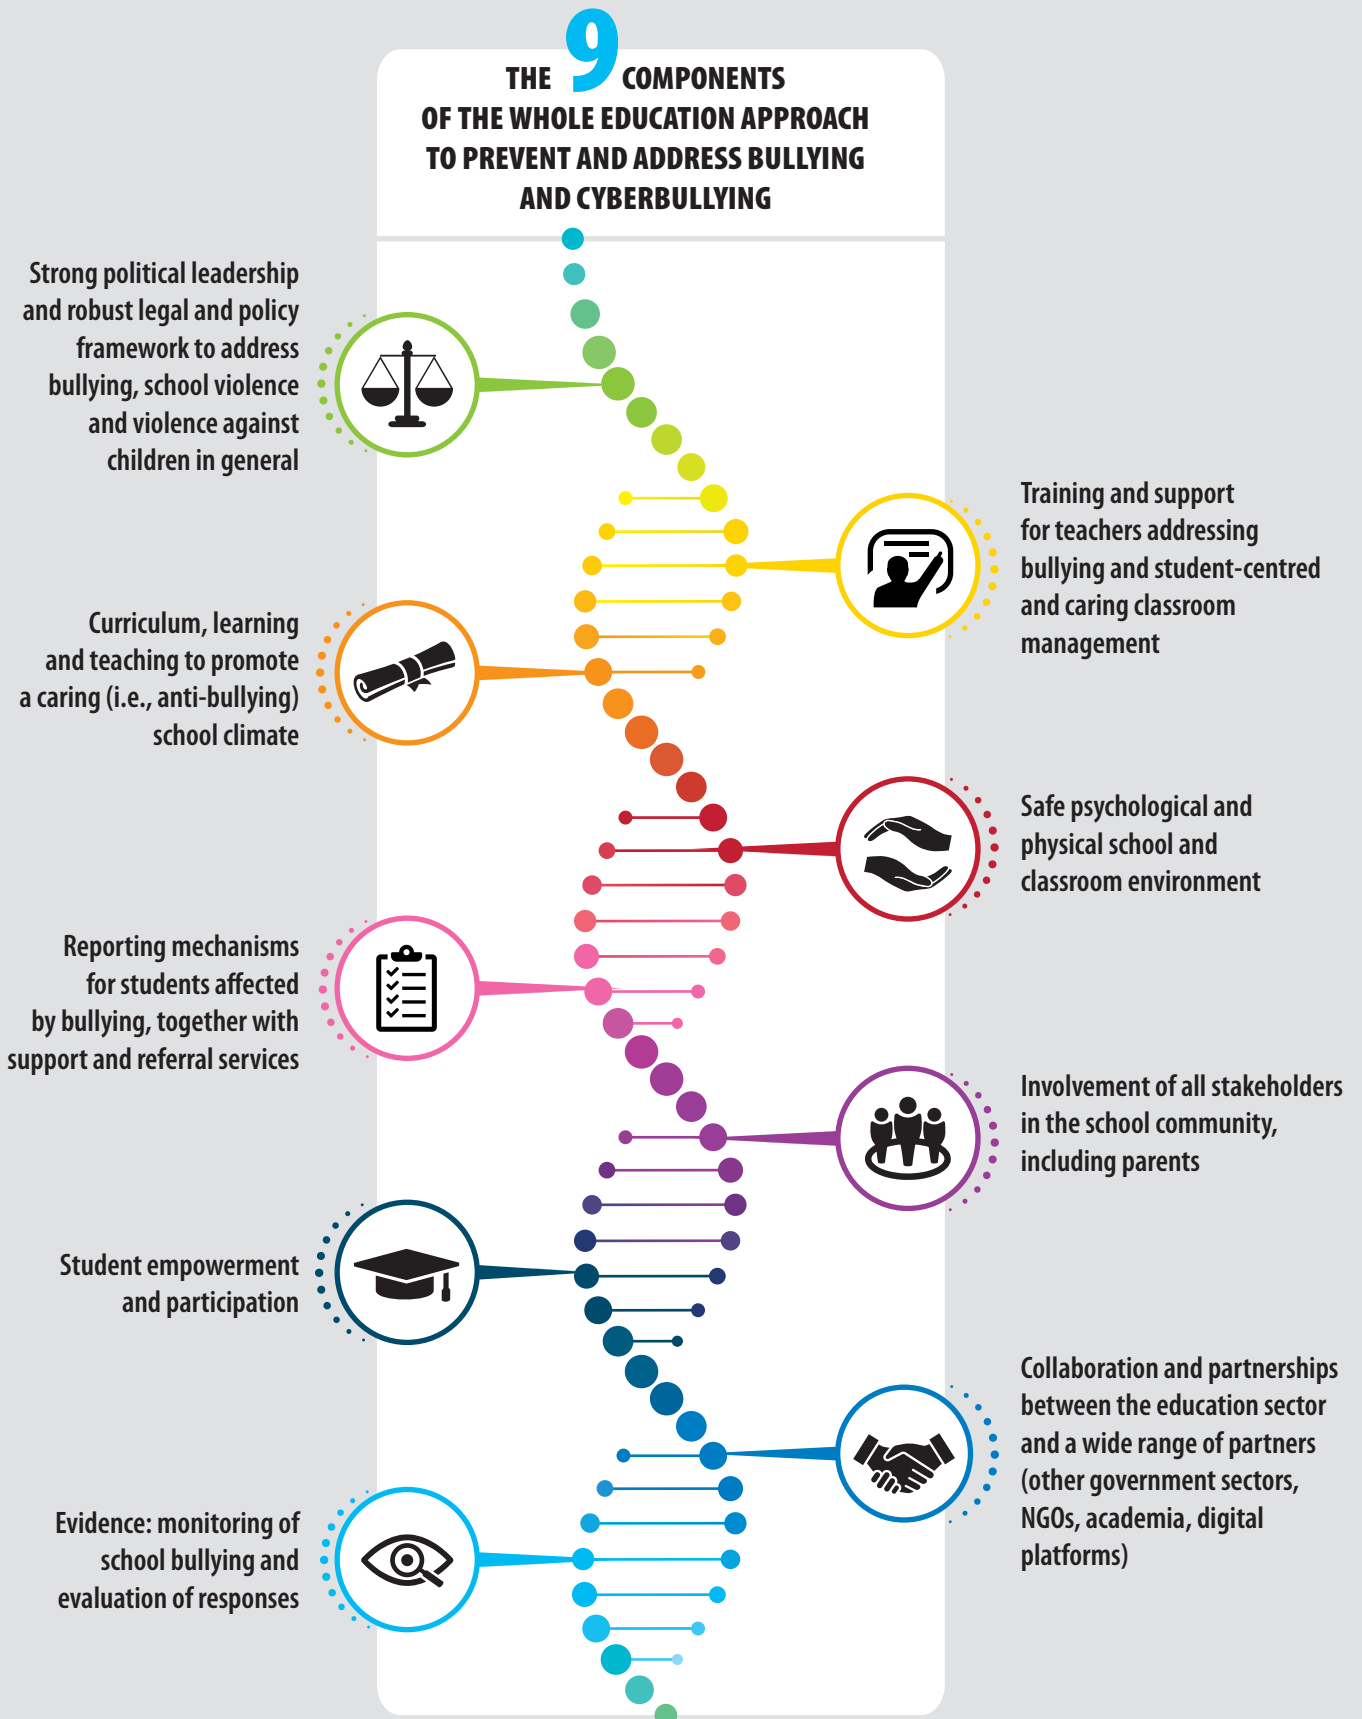 THE 9 COMPONENTS
OF THE WHOLE EDUCATION APPROACH
TO PREVENT AND ADDRESS BULLYING
AND CYBERBULLYING
Strong political leadership
and robust legal and policy
framework to address
bullying, school violence
and violence against
children in general
Training and support
for teachers addressing
bullying and student-centred
and caring classroom
management
Curriculum, learning
and teaching to promote
a caring (i.e., anti-bullying)
school climate
Safe psychological and
physical school and
classroom environment
Reporting mechanisms
for students affected
by bullying, together with
support and referral services
Involvement of all stakeholders
in the school community,
including parents
Student empowerment
and participation
Collaboration and partnerships
between the education sector
and a wide range of partners
(other government sectors,
NGOs, academia, digital
platforms)
Evidence: monitoring of
school bullying and
evaluation of responses